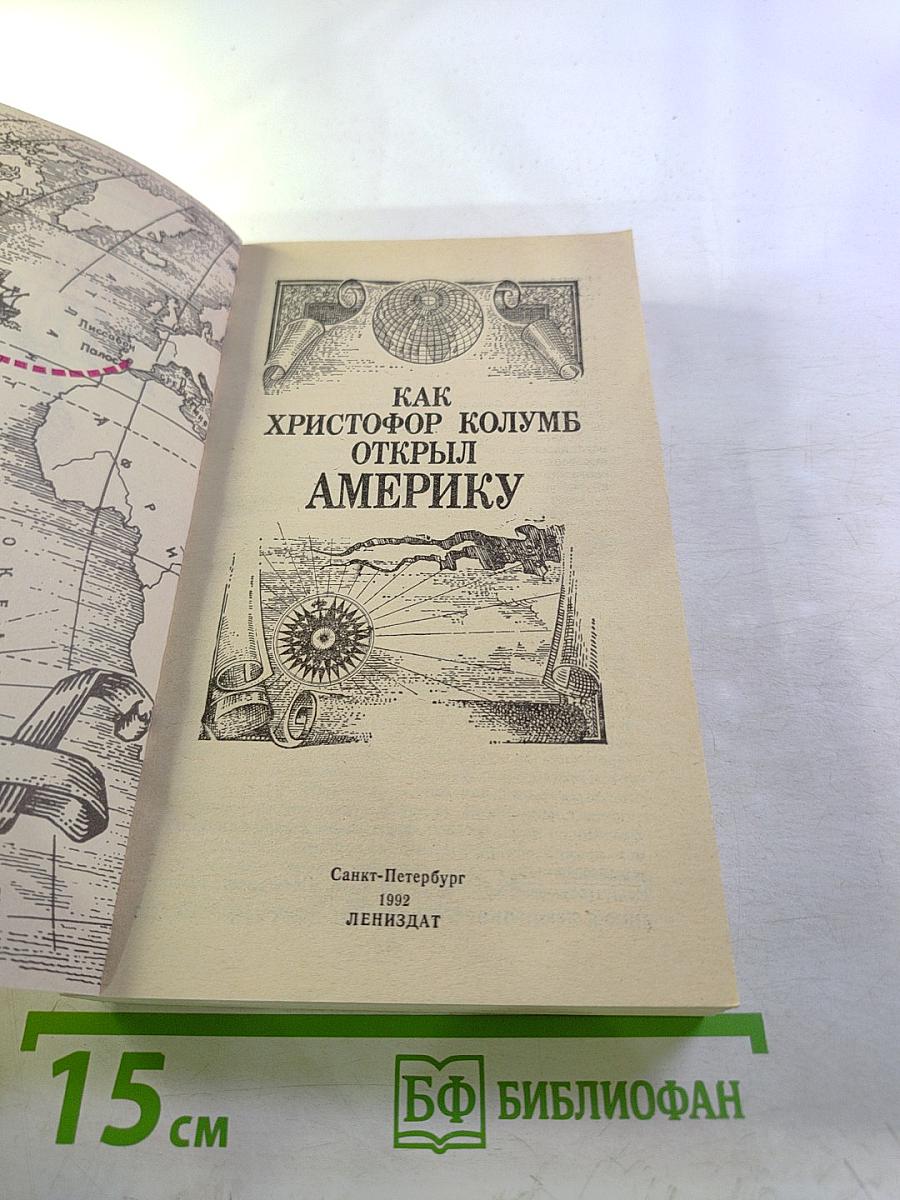 Лиссабон
Палос
А
Т
Л
А
Н
О
К
Е
А
Ф
Р
И
КАК
ХРИСТОФОР КОЛУМБ
ОТКРЫЛ
АМЕРИКУ
Санкт-Петербург
1992
ЛЕНИЗДАТ
15 см
БФ БИБЛИОФАН